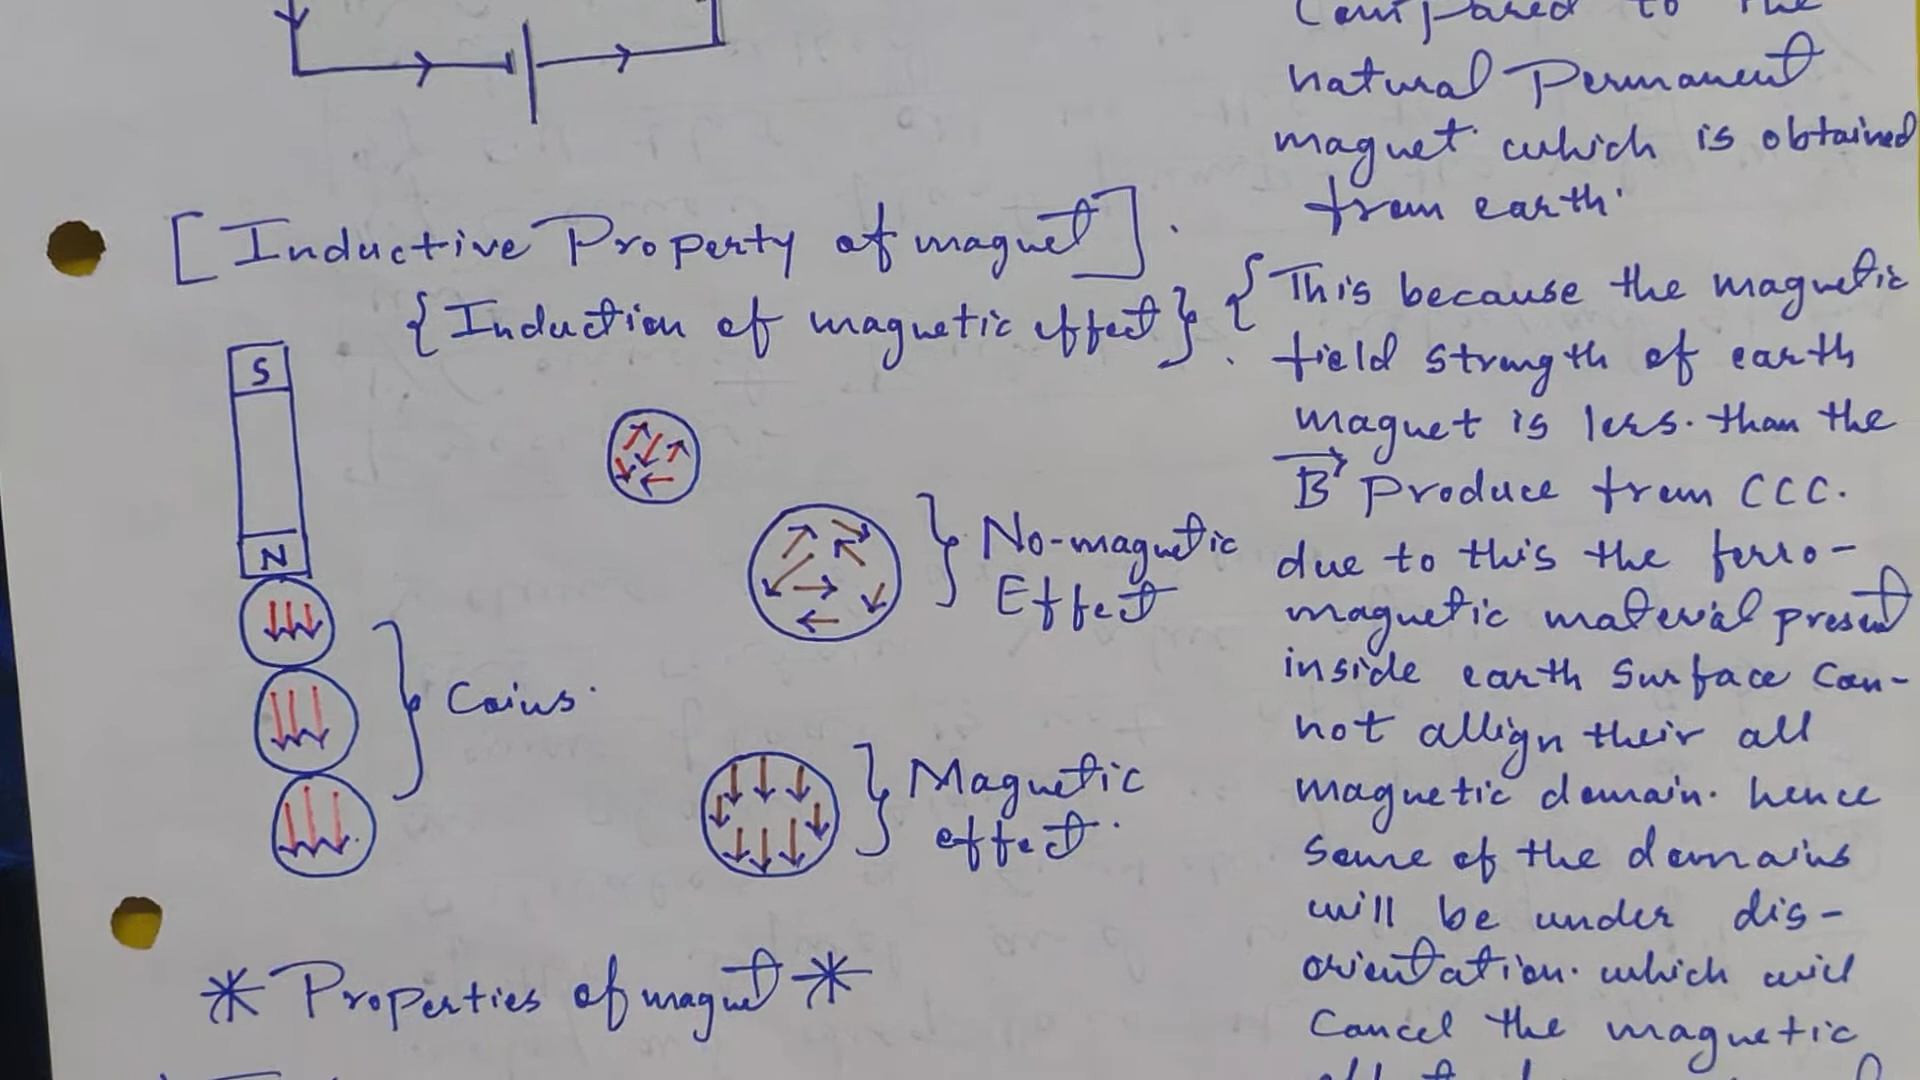 [Inductive Property of magnet].
{Induction of magnetic effect}.
S
N
Coins.
No-magnetic
Effect
Magnetic
effect.
* Properties of magnet *
Compared to the
natural Permanent
magnet which is obtained
from earth.
{This because the magnetic
field strength of earth
magnet is less. than the
B⃗ produce from CCC.
due to this the ferro-
magnetic material present
inside earth surface can-
not allign their all
magnetic domain. hence
some of the domains
will be under dis-
orientation. which will
Cancel the magnetic